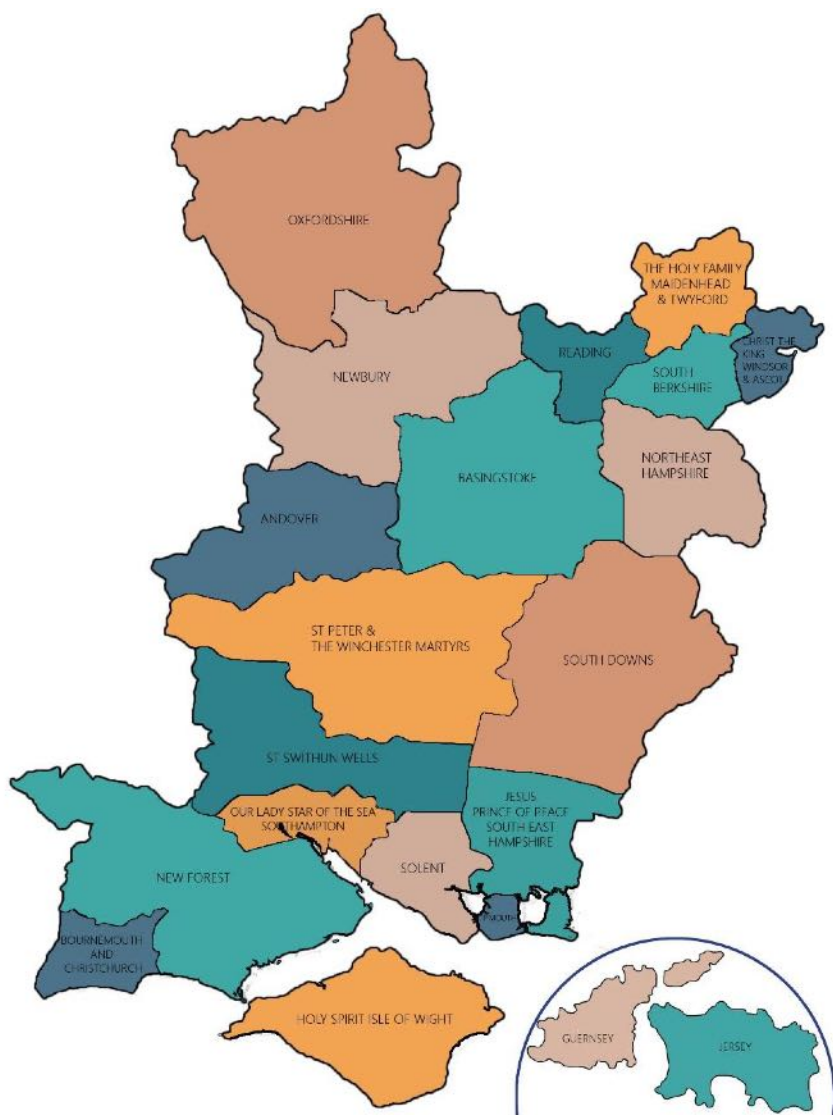 OXFORDSHIRE
THE HOLY FAMILY
MAIDENHEAD
& TWYFORD
CHRIST THE
KING
WINDSOR
& ASCOT
READING
SOUTH
BERKSHIRE
NEWBURY
NORTHEAST
HAMPSHIRE
BASINGSTOKE
ANDOVER
ST PETER &
THE WINCHESTER MARTYRS
SOUTH DOWNS
ST SWITHUN WELLS
JESUS
PRINCE OF PEACE
SOUTH EAST
HAMPSHIRE
OUR LADY STAR OF THE SEA
SOUTHAMPTON
SOLENT
NEW FOREST
P'MOUTH
BOURNEMOUTH
AND
CHRISTCHURCH
HOLY SPIRIT ISLE OF WIGHT
GUERNSEY
JERSEY